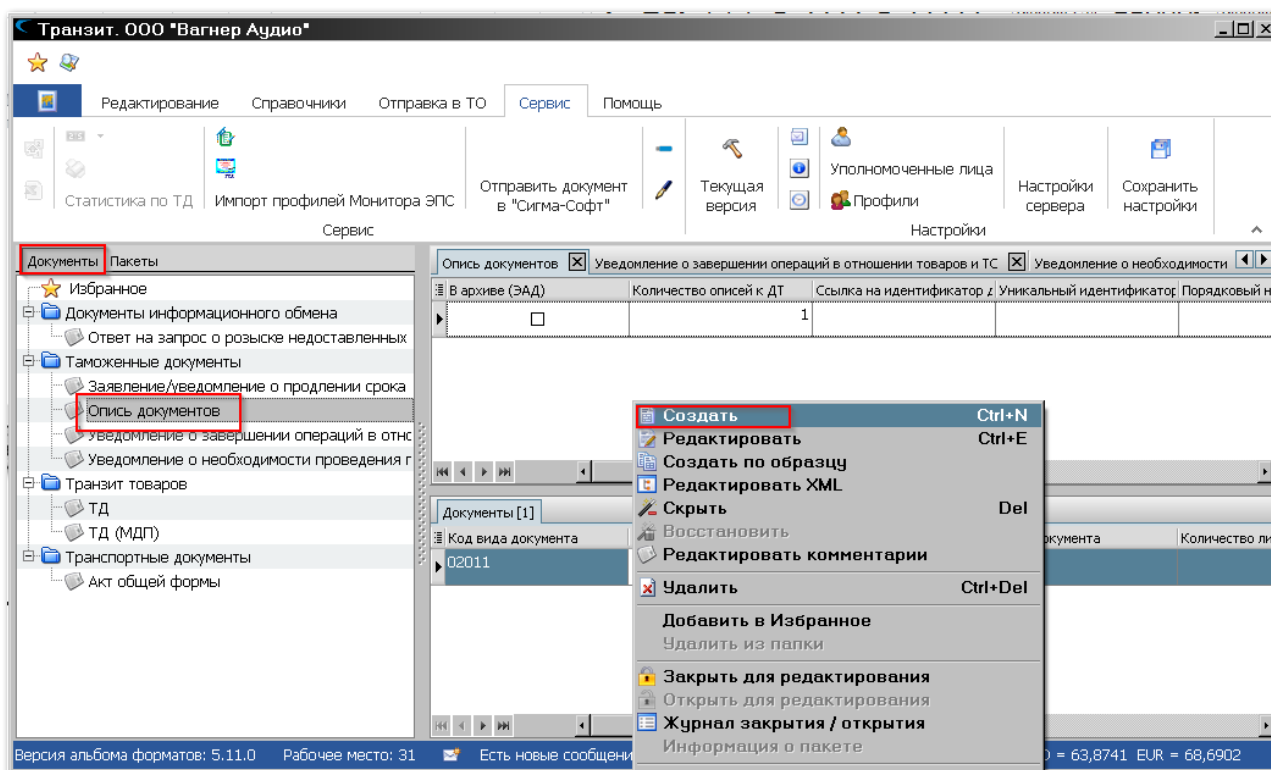 Транзит. ООО "Вагнер Аудио"
Редактирование Справочники Отправка в ТО Сервис Помощь
Статистика по ТД
Импорт профилей Монитора ЭПС
Отправить документ
в "Сигма-Софт"
Текущая
версия
Уполномоченные лица
Профили
Настройки
сервера
Сохранить
настройки
Сервис
Настройки
Документы Пакеты
Избранное
Документы информационного обмена
Ответ на запрос о розыске недоставленных
Таможенные документы
Заявление/уведомление о продлении срока
Опись документов
Уведомление о завершении операций в отнс
Уведомление о необходимости проведения г
Транзит товаров
ТД
ТД (МДП)
Транспортные документы
Акт общей формы
Опись документов Уведомление о завершении операций в отношении товаров и ТС Уведомление о необходимости
В архиве (ЭАД) Количество описей к ДТ Ссылка на идентификатор д Уникальный идентификатор Порядковый н
1
Документы [1]
Код вида документа окумента Количество ли
02011
Создать Ctrl+N
Редактировать Ctrl+E
Создать по образцу
Редактировать XML
Скрыть Del
Восстановить
Редактировать комментарии
Удалить Ctrl+Del
Добавить в Избранное
Удалить из папки
Закрыть для редактирования
Открыть для редактирования
Журнал закрытия / открытия
Информация о пакете
Версия альбома форматов: 5.11.0 Рабочее место: 31 Есть новые сообщени = 63,8741 EUR = 68,6902